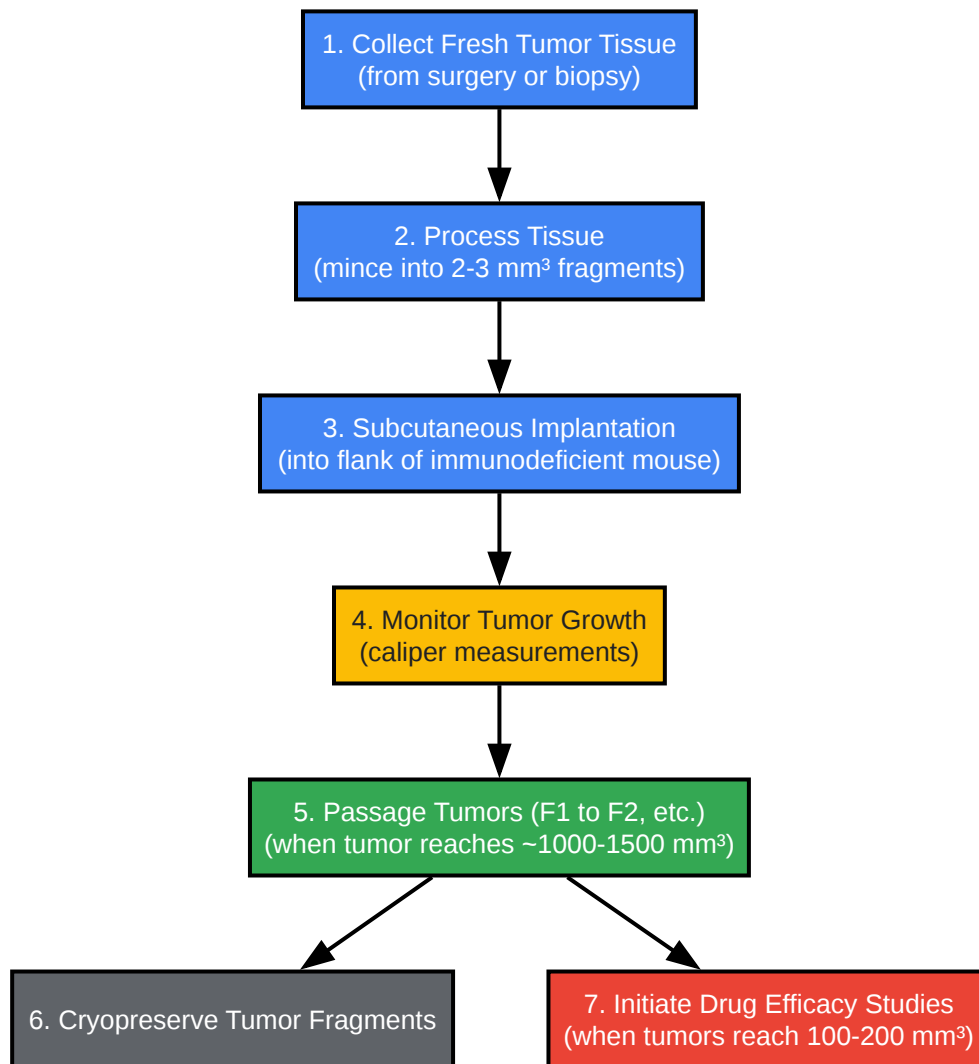 1. Collect Fresh Tumor Tissue
(from surgery or biopsy)
2. Process Tissue
(mince into 2-3 mm³ fragments)
3. Subcutaneous Implantation
(into flank of immunodeficient mouse)
4. Monitor Tumor Growth
(caliper measurements)
5. Passage Tumors (F1 to F2, etc.)
(when tumor reaches ~1000-1500 mm³)
6. Cryopreserve Tumor Fragments
7. Initiate Drug Efficacy Studies
(when tumors reach 100-200 mm³)